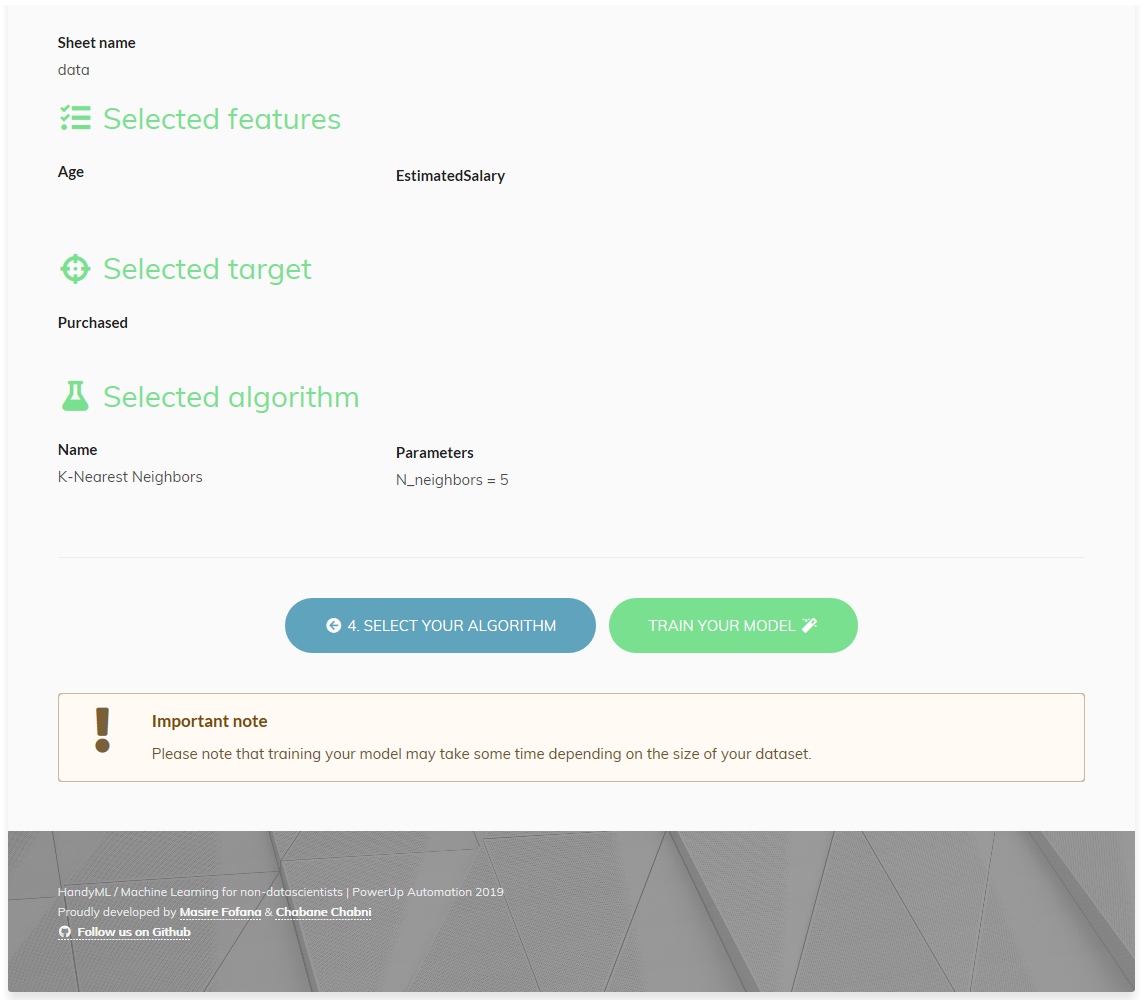 Sheet name
data
Selected features
Age
EstimatedSalary
Selected target
Purchased
Selected algorithm
Name
Parameters
K-Nearest Neighbors
N_neighbors = 5
4. SELECT YOUR ALGORITHM
TRAIN YOUR MODEL
Important note
Please note that training your model may take some time depending on the size of your dataset.
HandyML / Machine Learning for non-datascientists | PowerUp Automation 2019
Proudly developed by Masire Fofana & Chabane Chabni
Follow us on Github